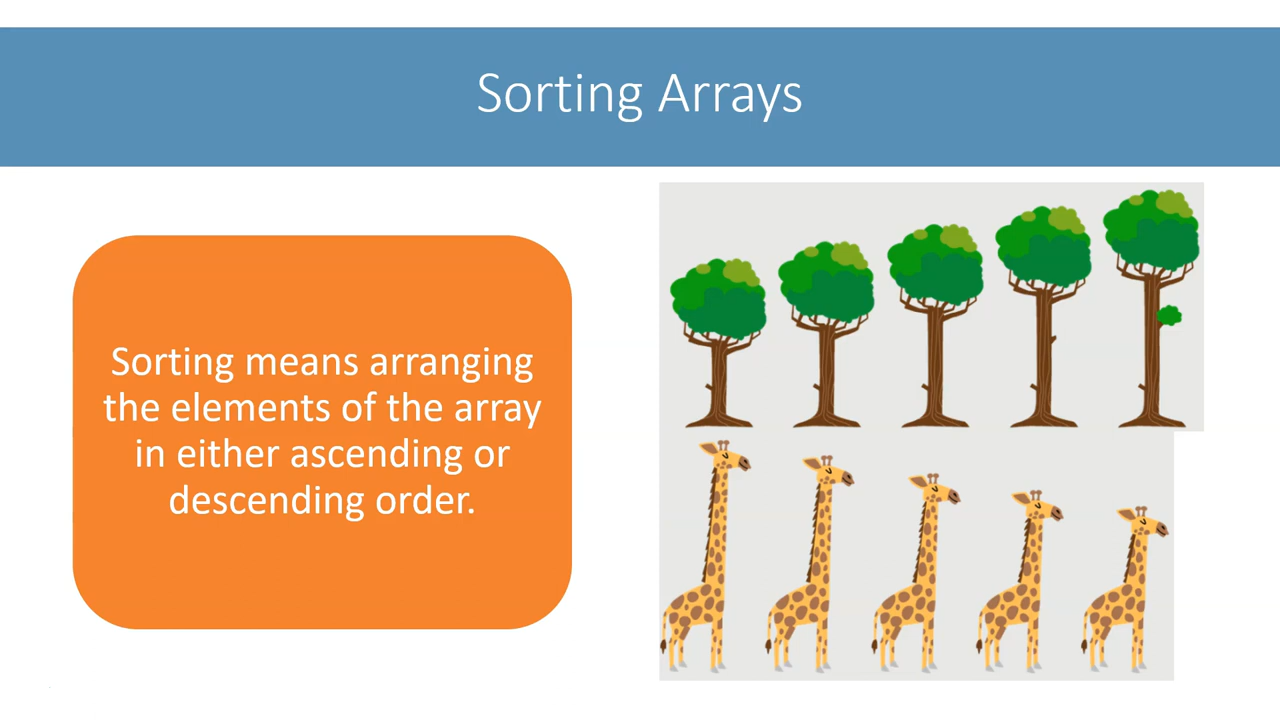 Sorting Arrays
Sorting means arranging
the elements of the array
in either ascending or
descending order.